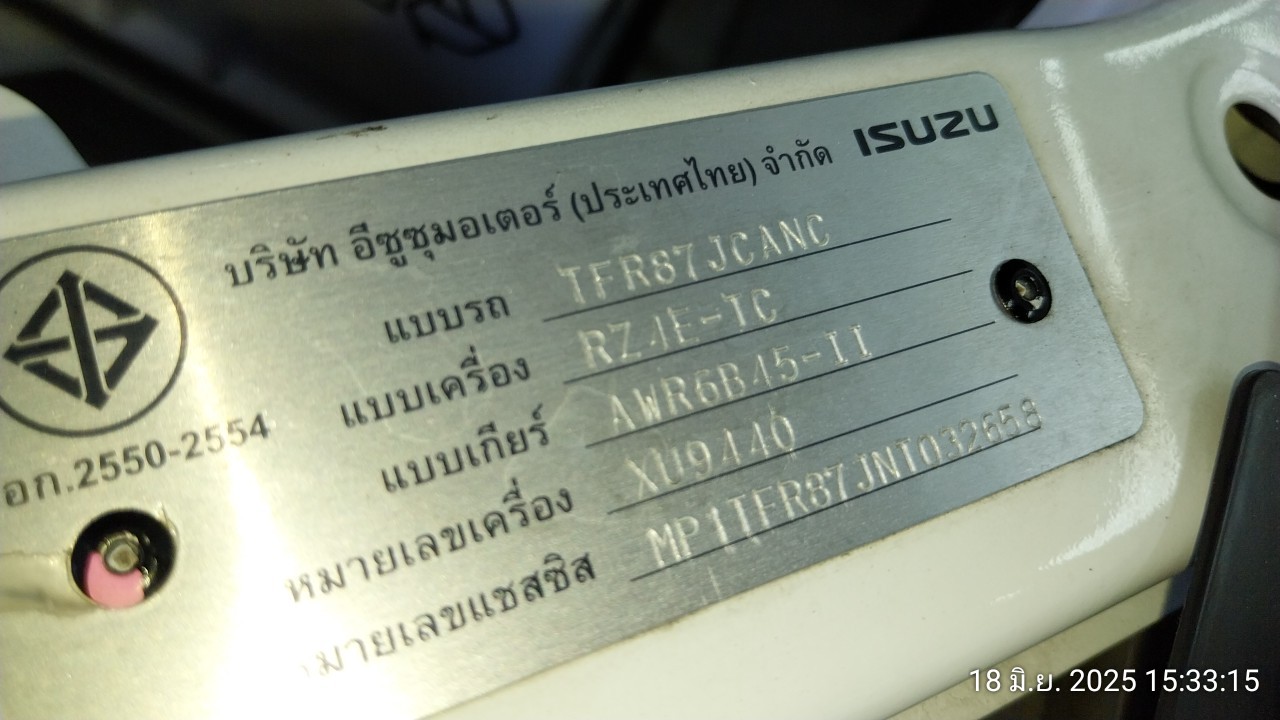 ISUZU
บริษัท อีซูซุมอเตอร์ (ประเทศไทย) จำกัด
แบบรถ TFR87JCANC
แบบเครื่อง RZ4E-TC
แบบเกียร์ AWR6B45-II
หมายเลขเครื่อง XU9440
หมายเลขแชสซิส MP1TFR87JNT032658
มอก.2550-2554
18 มิ.ย. 2025 15:33:15